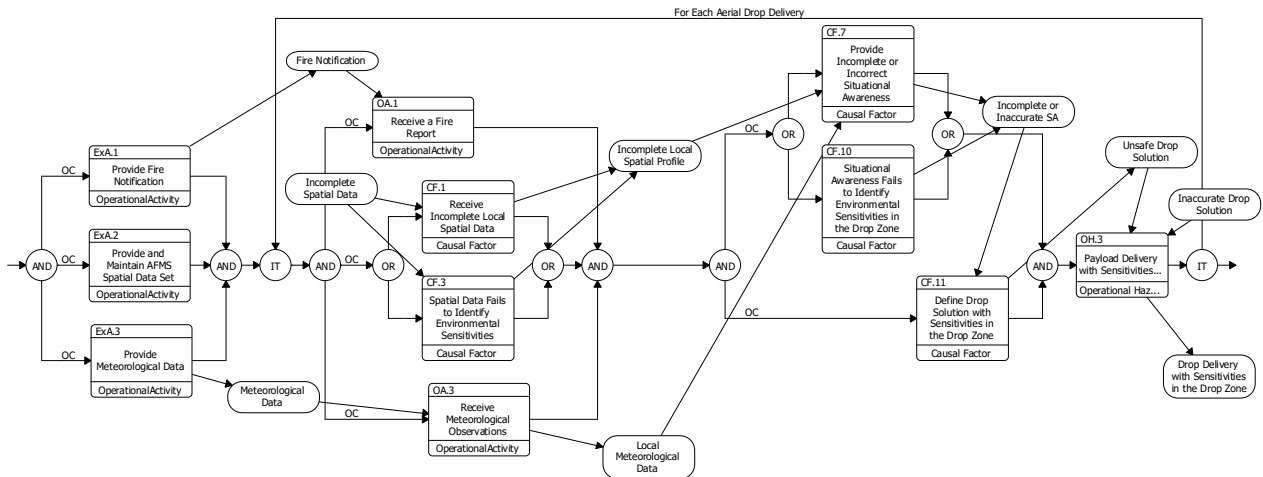 For Each Aerial Drop Delivery
CF.7
Provide
Incomplete or
Incorrect
Situational
Awareness
Causal Factor
Fire Notification
OA.1
Receive a Fire
Report
OperationalActivity
OC
Incomplete or
Inaccurate SA
OC
OR
OR
ExA.1
Provide Fire
Notification
OperationalActivity
OC
Incomplete Local
Spatial Profile
CF.10
Situational
Awareness Fails
to Identify
Environmental
Sensitivities in
the Drop Zone
Causal Factor
Unsafe Drop
Solution
Incomplete
Spatial Data
CF.1
Receive
Incomplete Local
Spatial Data
Causal Factor
Inaccurate Drop
Solution
ExA.2
Provide and
Maintain AFMS
Spatial Data Set
OperationalActivity
AND
OC
AND
IT
AND
OC
OR
OR
AND
AND
AND
OH.3
Payload Delivery
with Sensitivities...
Operational Haz...
IT
CF.3
Spatial Data Fails
to Identify
Environmental
Sensitivities
Causal Factor
CF.11
Define Drop
Solution with
Sensitivities in
the Drop Zone
Causal Factor
OC
ExA.3
Provide
Meteorological Data
OperationalActivity
OC
Meteorological
Data
OA.3
Receive
Meteorological
Observations
OperationalActivity
OC
Local
Meteorological
Data
Drop Delivery
with Sensitivities
in the Drop Zone